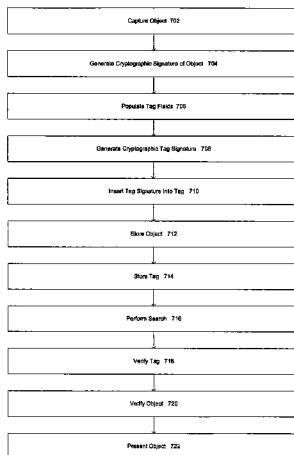 Capture Object 702
Generate Cryptographic Signature of Object 704
Populate Tag Fields 706
Generate Cryptographic Tag Signature 708
Insert Tag Signature Into Tag 710
Store Object 712
Store Tag 714
Perform Search 716
Verify Tag 718
Verify Object 720
Present Object 722